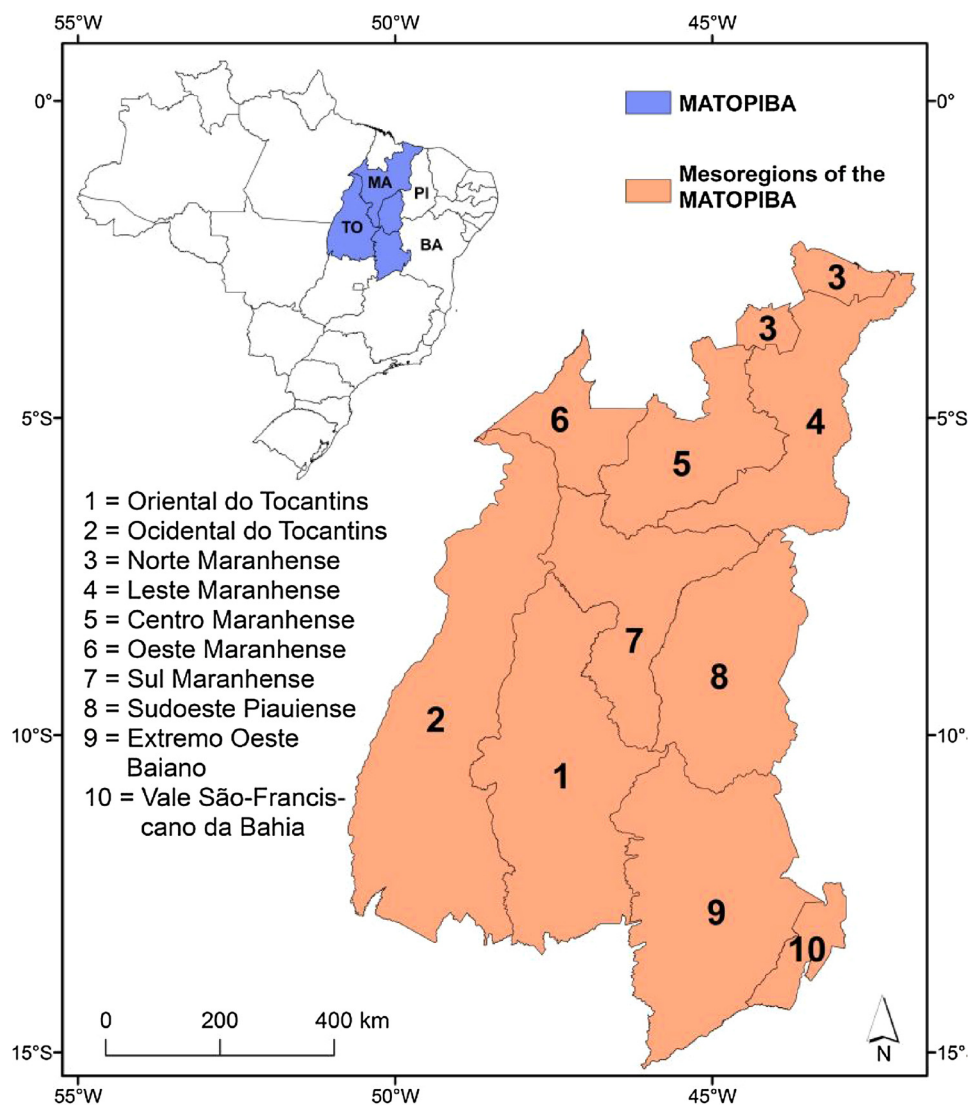 55°W 50°W 45°W
0° 0°
MATOPIBA
Mesoregions of the
MATOPIBA
MA
PI
TO
BA
3
3
5°S 5°S
6
4
5
1 = Oriental do Tocantins
2 = Ocidental do Tocantins
3 = Norte Maranhense
4 = Leste Maranhense
5 = Centro Maranhense
6 = Oeste Maranhense
7 = Sul Maranhense
8 = Sudoeste Piauiense
9 = Extremo Oeste
Baiano
10 = Vale São-Francis-
cano da Bahia
7
8
2
10°S 10°
1
9
10
0 200 400 km
N
15°S 15°
55°W 50°W 45°W